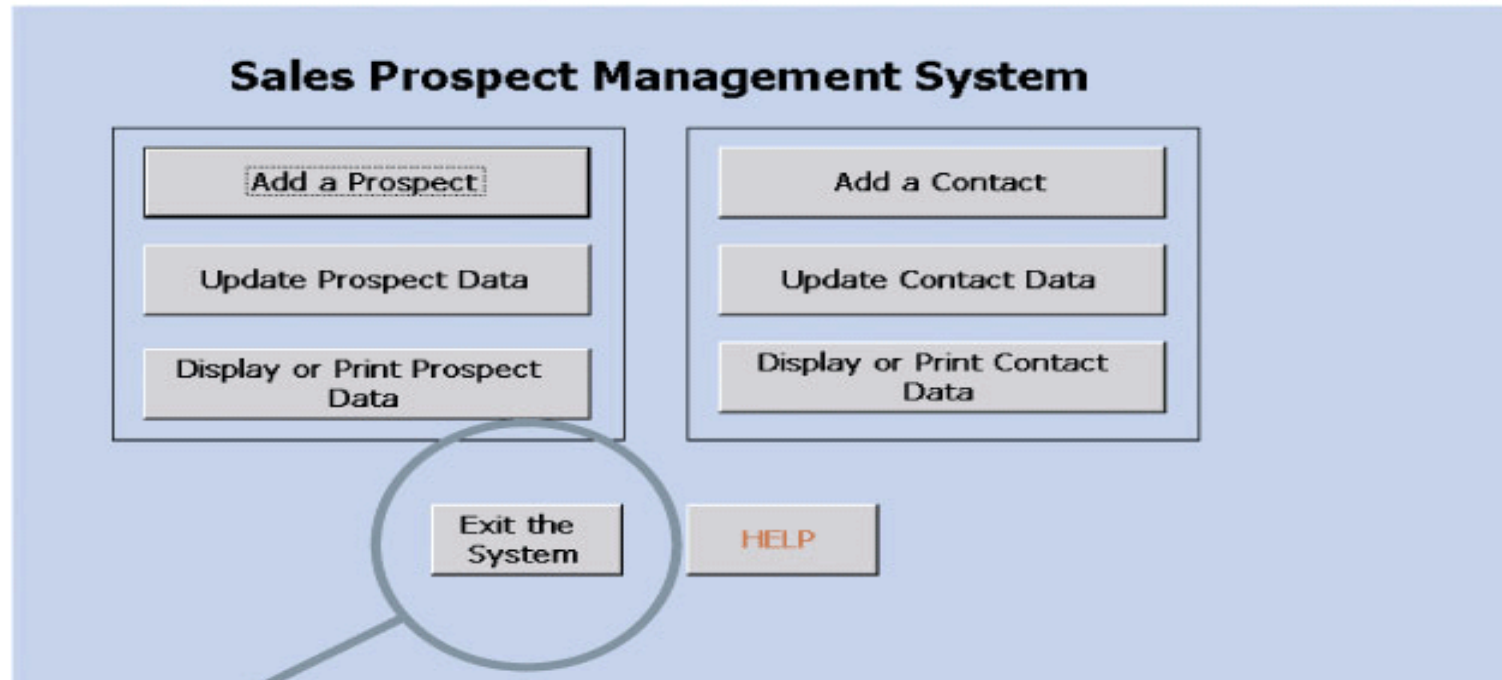 Sales Prospect Management System
Add a Prospect
Update Prospect Data
Display or Print Prospect
Data
Add a Contact
Update Contact Data
Display or Print Contact
Data
Exit the
System
HELP